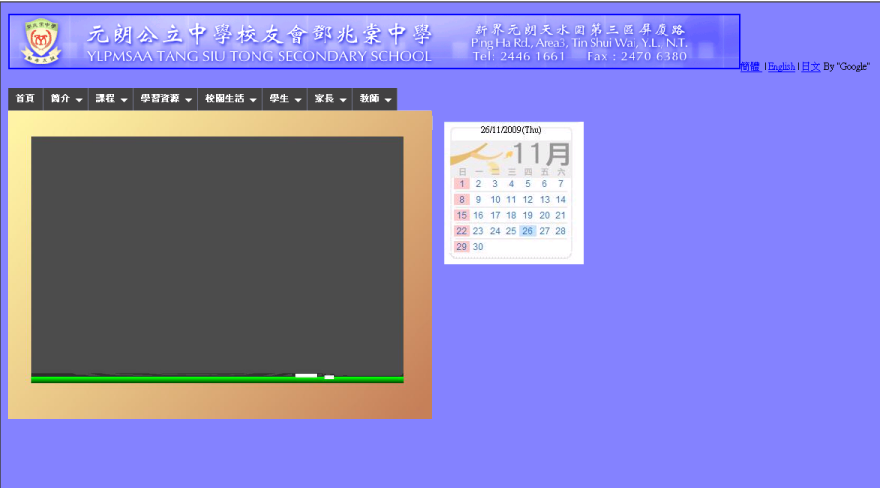 元朗公立中學校友會鄧兆棠中學
YLPMSAA TANG SIU TONG SECONDARY SCHOOL
新界元朗天水圍第三區屏廈路
Ping Ha Rd., Area3, Tin Shui Wai, Y.L. N.T.
Tel: 2446 1661 Fax : 2470 6380
簡體 | English | 日文 By "Google"
首頁 簡介 課程 學習資源 校園生活 學生 家長 教師
26/11/2009(Thu)
11月
日 一 二 三 四 五 六
1 2 3 4 5 6 7
8 9 10 11 12 13 14
15 16 17 18 19 20 21
22 23 24 25 26 27 28
29 30